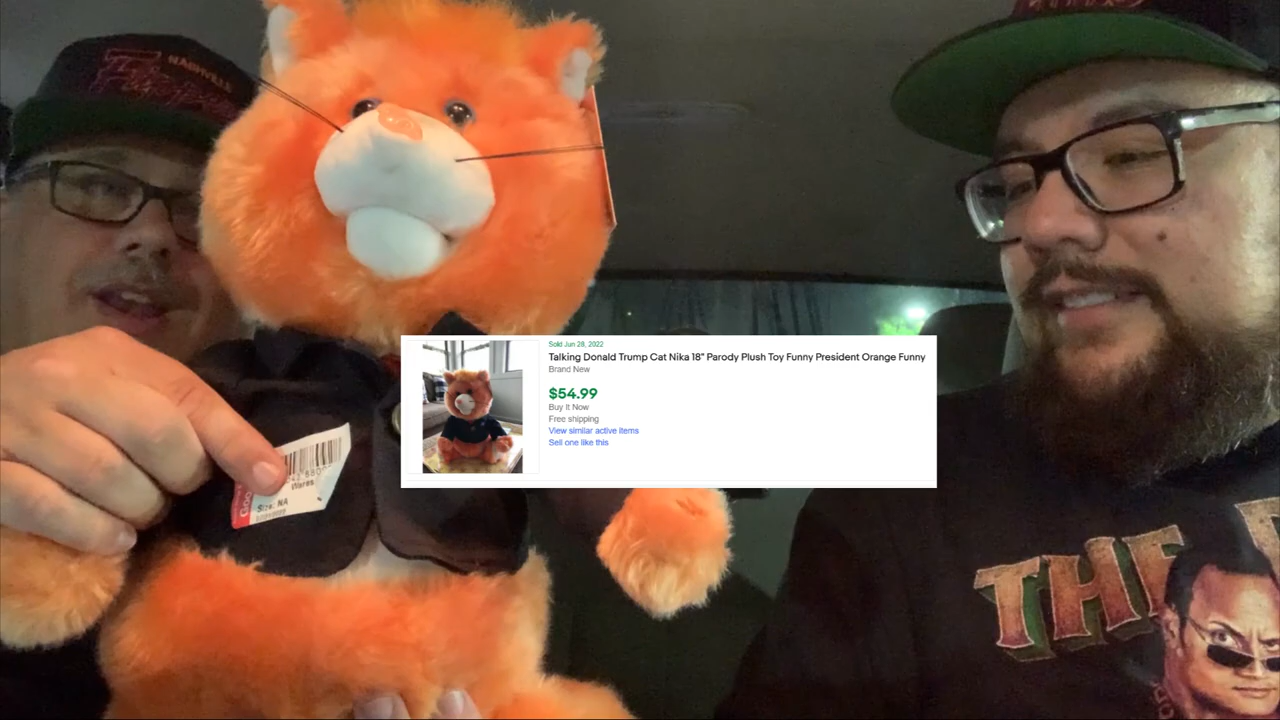 NASHVILLE
Sold Jun 28, 2022
Talking Donald Trump Cat Nika 18" Parody Plush Toy Funny President Orange Funny
Brand New
$54.99
Buy It Now
Free shipping
View similar active items
Sell one like this
Wares
Goo
Size: NA
THE